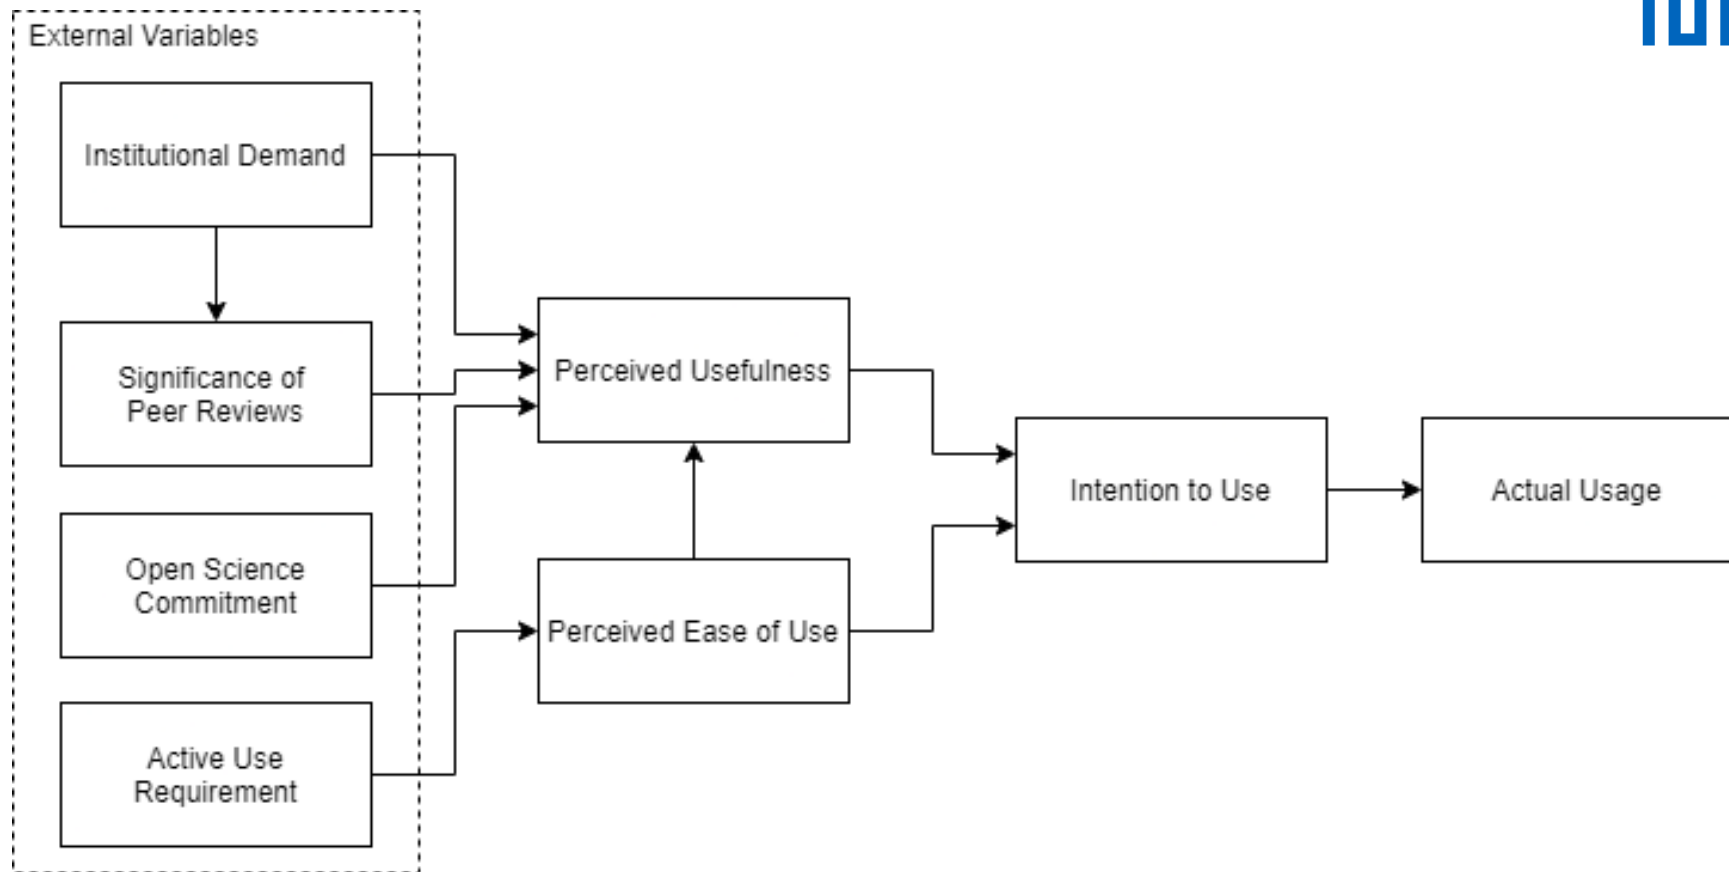 External Variables
Institutional Demand
Significance of
Peer Reviews
Open Science
Commitment
Active Use
Requirement
Perceived Usefulness
Perceived Ease of Use
Intention to Use
Actual Usage